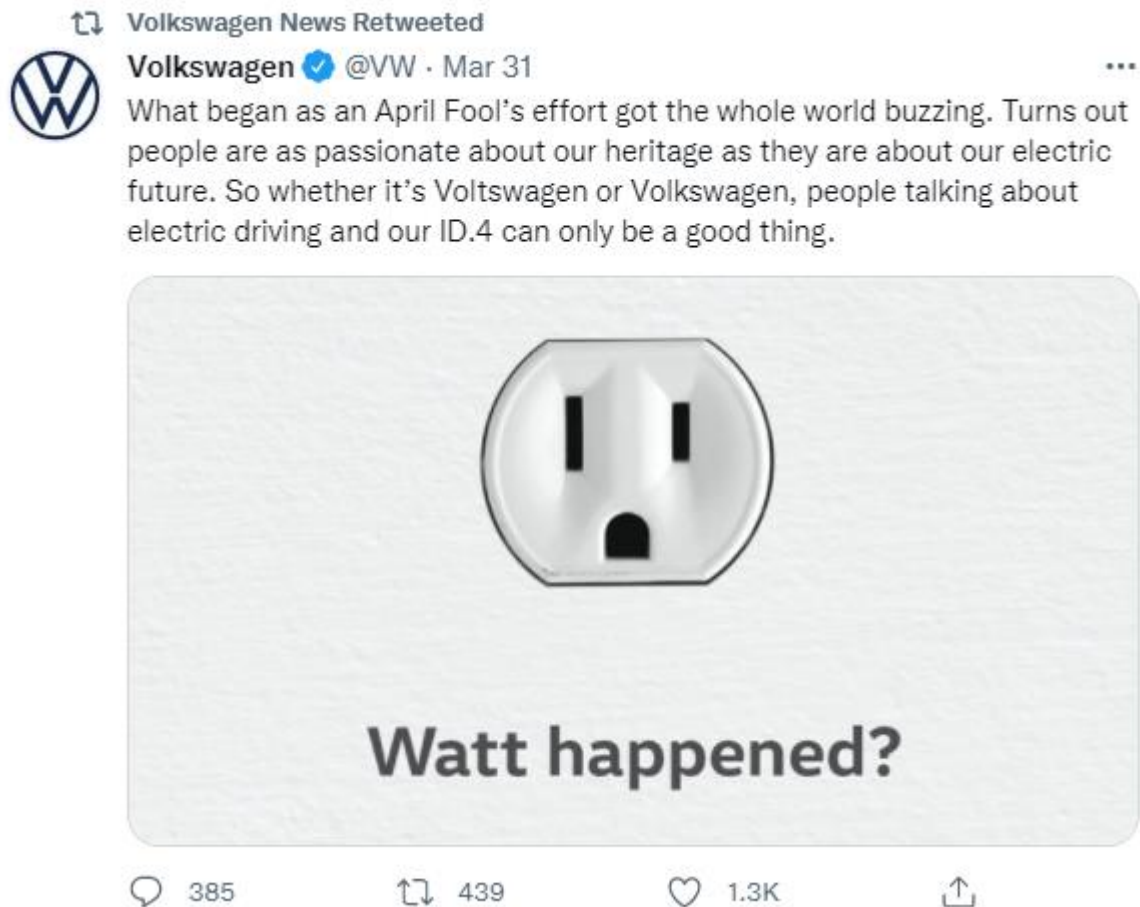 Volkswagen News Retweeted
Volkswagen @VW · Mar 31
What began as an April Fool’s effort got the whole world buzzing. Turns out
people are as passionate about our heritage as they are about our electric
future. So whether it’s Voltswagen or Volkswagen, people talking about
electric driving and our ID.4 can only be a good thing.
Watt happened?
385 439 1.3K